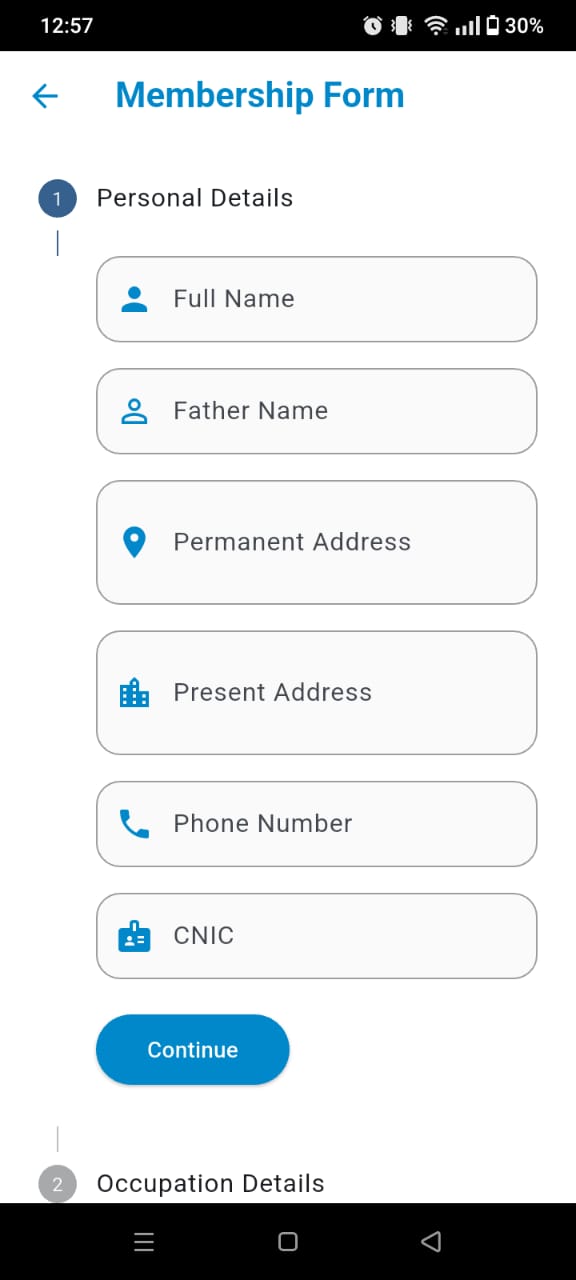 12:57
30%
Membership Form
1
Personal Details
Full Name
Father Name
Permanent Address
Present Address
Phone Number
CNIC
Continue
2
Occupation Details